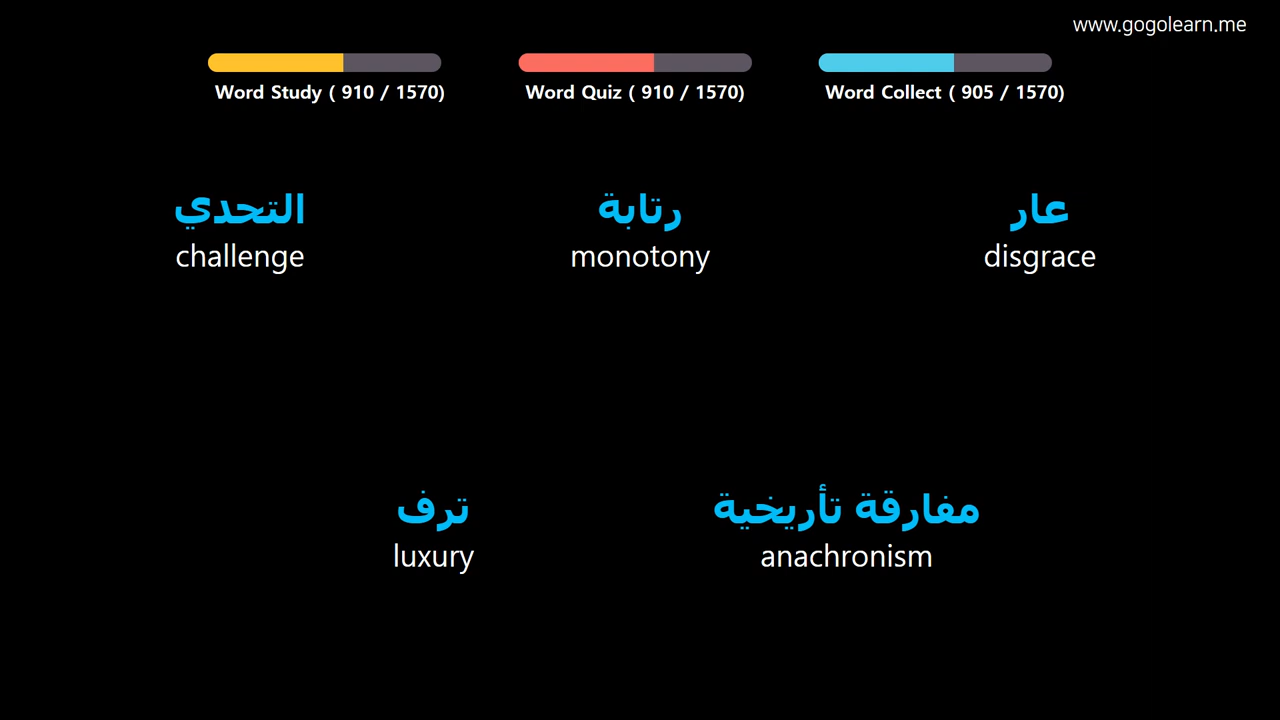 www.gogolearn.me
Word Study ( 910 / 1570)
Word Quiz ( 910 / 1570)
Word Collect ( 905 / 1570)
التحدي
challenge
رتابة
monotony
عار
disgrace
ترف
luxury
مفارقة تأريخية
anachronism